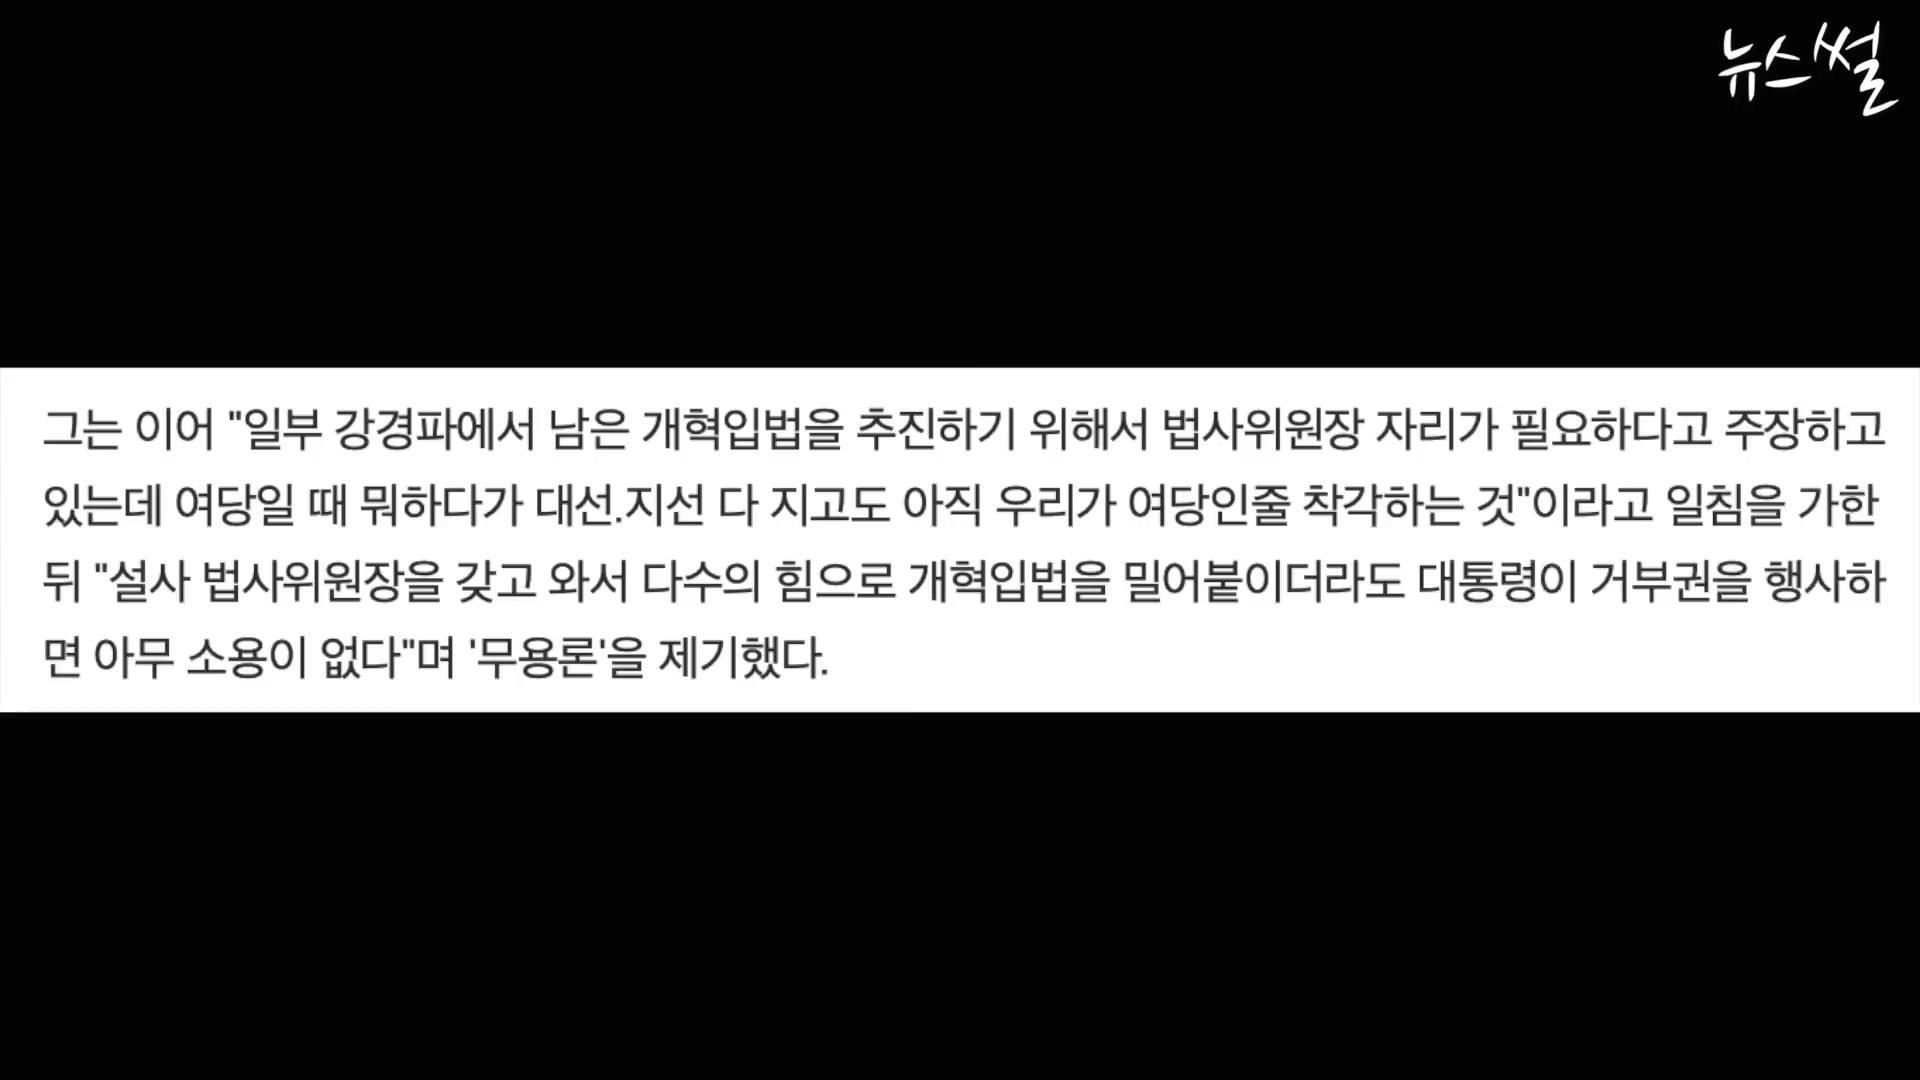 뉴스썰
그는 이어 "일부 강경파에서 남은 개혁입법을 추진하기 위해서 법사위원장 자리가 필요하다고 주장하고
있는데 여당일 때 뭐하다가 대선.지선 다 지고도 아직 우리가 여당인줄 착각하는 것"이라고 일침을 가한
뒤 "설사 법사위원장을 갖고 와서 다수의 힘으로 개혁입법을 밀어붙이더라도 대통령이 거부권을 행사하
면 아무 소용이 없다"며 '무용론'을 제기했다.